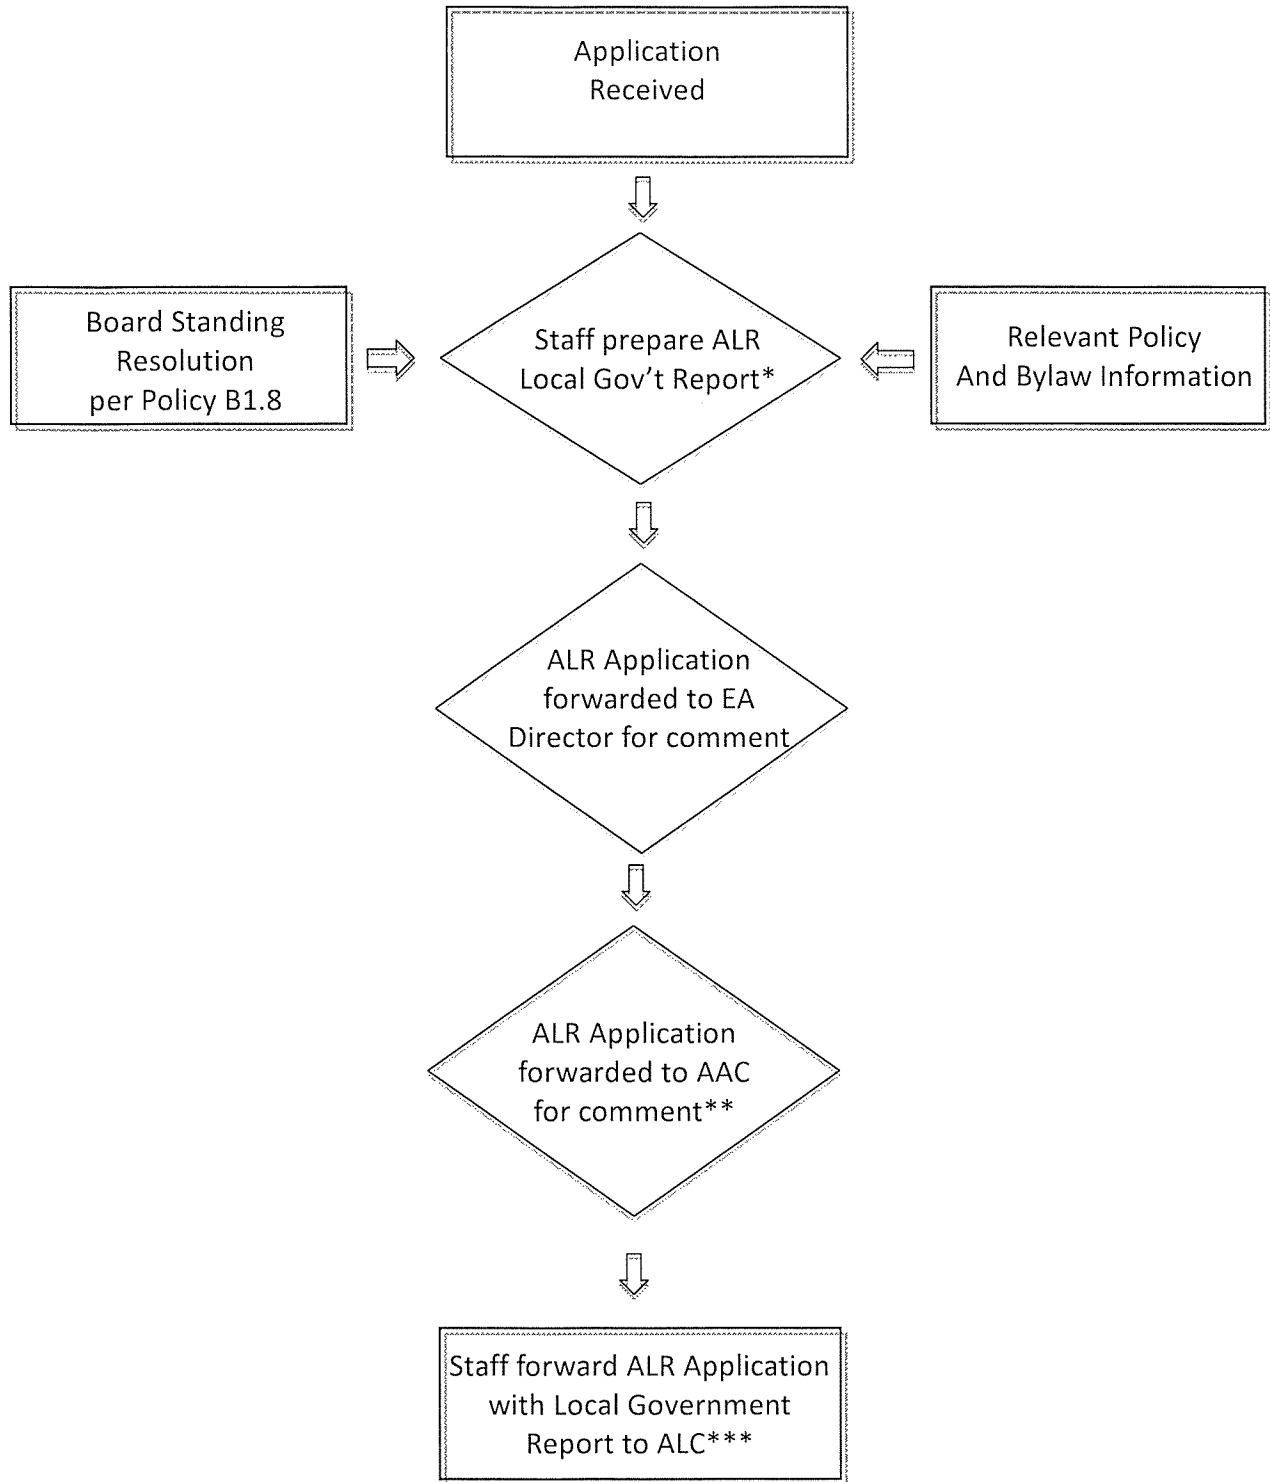 Application
Received
Board Standing
Resolution
per Policy B1.8
Staff prepare ALR
Local Gov’t Report*
Relevant Policy
And Bylaw Information
ALR Application
forwarded to EA
Director for comment
ALR Application
forwarded to AAC
for comment**
Staff forward ALR Application
with Local Government
Report to ALC***